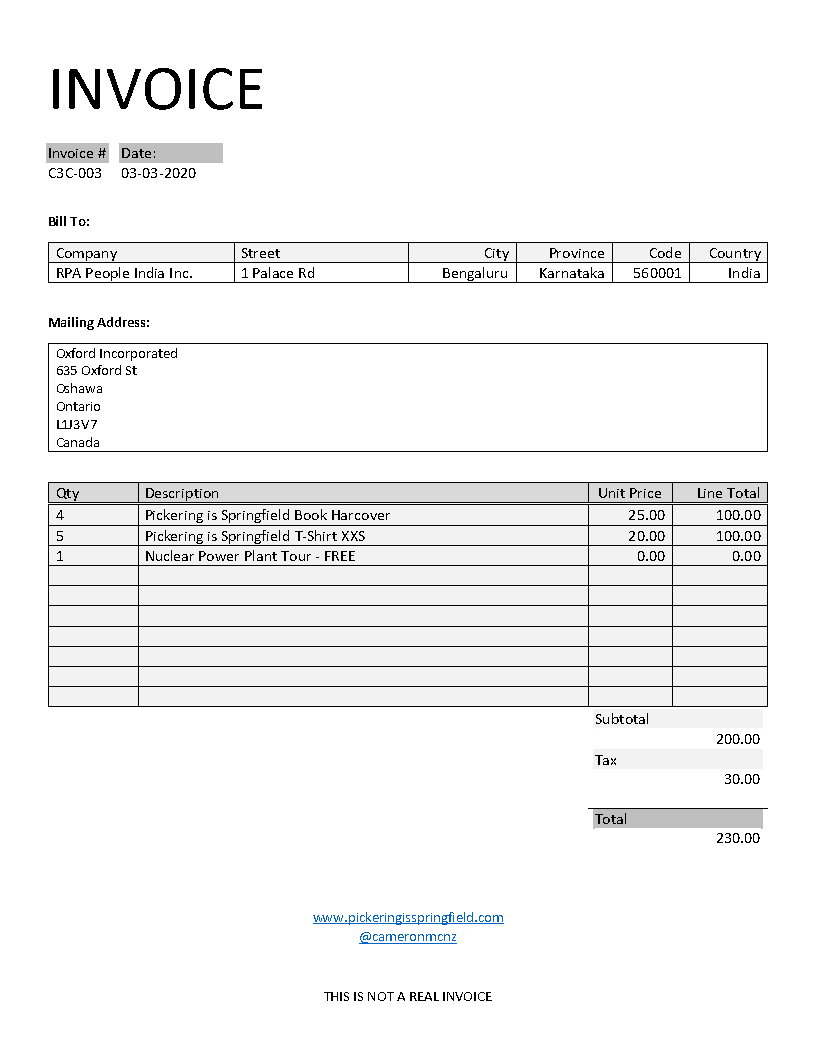 INVOICE
Invoice # Date:
C3C-003 03-03-2020
Bill To:
Company Street City Province Code Country
RPA People India Inc. 1 Palace Rd Bengaluru Karnataka 560001 India
Mailing Address:
Oxford Incorporated
635 Oxford St
Oshawa
Ontario
L1J3V7
Canada
Qty Description Unit Price Line Total
4 Pickering is Springfield Book Harcover 25.00 100.00
5 Pickering is Springfield T-Shirt XXS 20.00 100.00
1 Nuclear Power Plant Tour - FREE 0.00 0.00
Subtotal
200.00
Tax
30.00
Total
230.00
www.pickeringisspringfield.com
@cameronmcnz
THIS IS NOT A REAL INVOICE